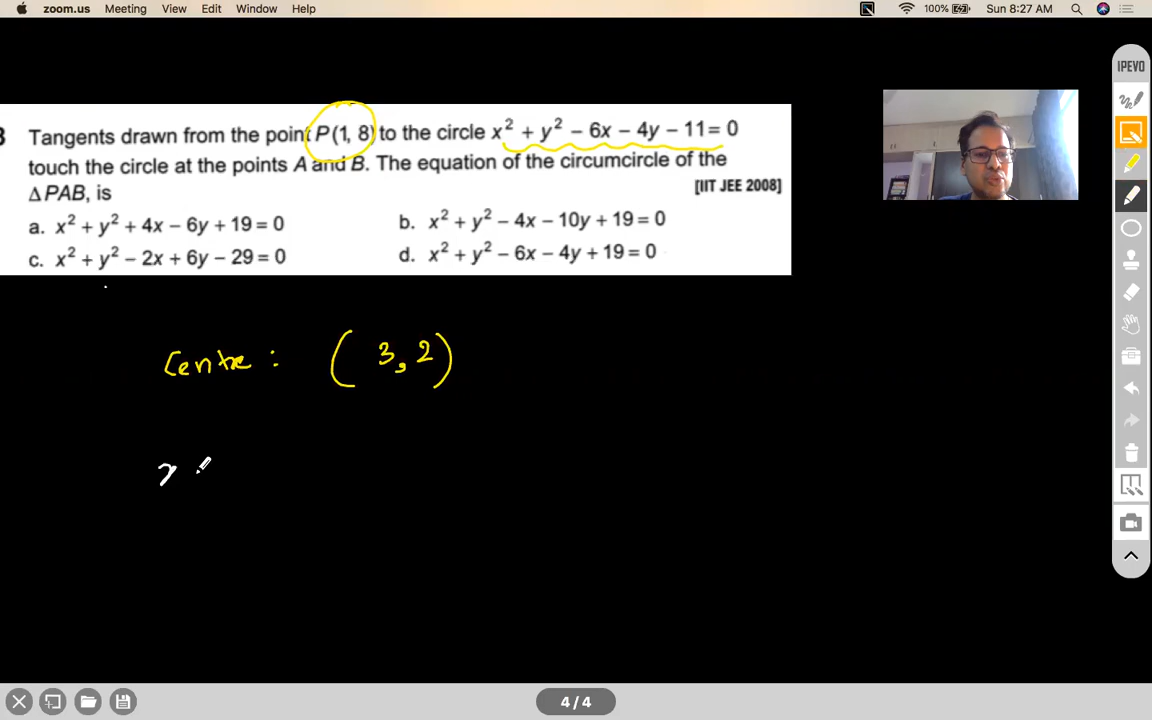 zoom.us Meeting View Edit Window Help 100% Sun 8:27 AM
IPEVO
3 Tangents drawn from the point P(1, 8) to the circle x² + y² − 6x − 4y − 11 = 0
touch the circle at the points A and B. The equation of the circumcircle of the
△PAB, is [IIT JEE 2008]
a. x² + y² + 4x − 6y + 19 = 0 b. x² + y² − 4x − 10y + 19 = 0
c. x² + y² − 2x + 6y − 29 = 0 d. x² + y² − 6x − 4y + 19 = 0
Centre : (3, 2)
4 / 4